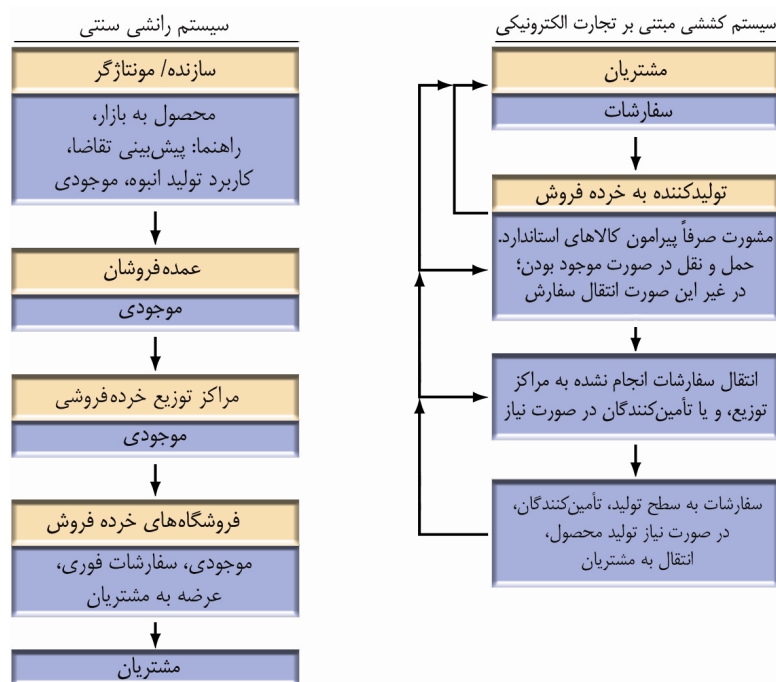 سیستم کششی مبتنی بر تجارت الکترونیکی
مشتریان
سفارشات
تولیدکننده به خرده فروش
مشورت صرفاً پیرامون کالاهای استاندارد.
حمل و نقل در صورت موجود بودن؛
در غیر این صورت انتقال سفارش
انتقال سفارشات انجام نشده به مراکز
توزیع، و یا تأمین‌کنندگان در صورت نیاز
سفارشات به سطح تولید، تأمین‌کنندگان،
در صورت نیاز تولید محصول،
انتقال به مشتریان
سیستم رانشی سنتی
سازنده/ مونتاژگر
محصول به بازار،
راهنما: پیش‌بینی تقاضا،
کاربرد تولید انبوه، موجودی
عمده‌فروشان
موجودی
مراکز توزیع خرده‌فروشی
موجودی
فروشگاه‌های خرده فروش
موجودی، سفارشات فوری،
عرضه به مشتریان
مشتریان